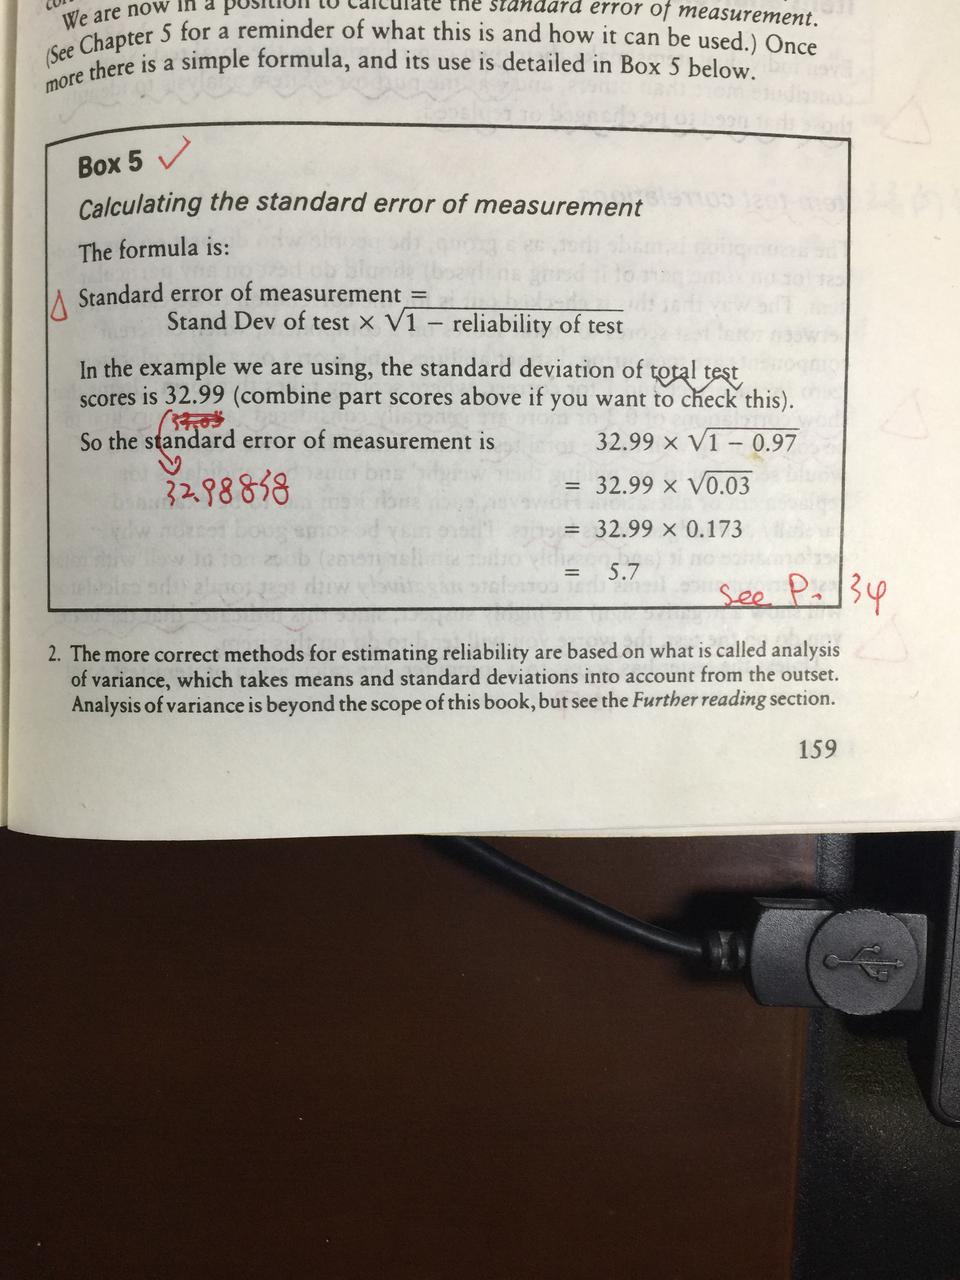 We are now in a position to calculate the standard error of measurement.
(See Chapter 5 for a reminder of what this is and how it can be used.) Once
more there is a simple formula, and its use is detailed in Box 5 below.
Box 5
Calculating the standard error of measurement
The formula is:
Standard error of measurement =
Stand Dev of test × √1 − reliability of test
In the example we are using, the standard deviation of total test
scores is 32.99 (combine part scores above if you want to check this).
So the standard error of measurement is 32.99 × √1 − 0.97
32.98838
= 32.99 × √0.03
= 32.99 × 0.173
= 5.7
see P. 34
2. The more correct methods for estimating reliability are based on what is called analysis
of variance, which takes means and standard deviations into account from the outset.
Analysis of variance is beyond the scope of this book, but see the Further reading section.
159